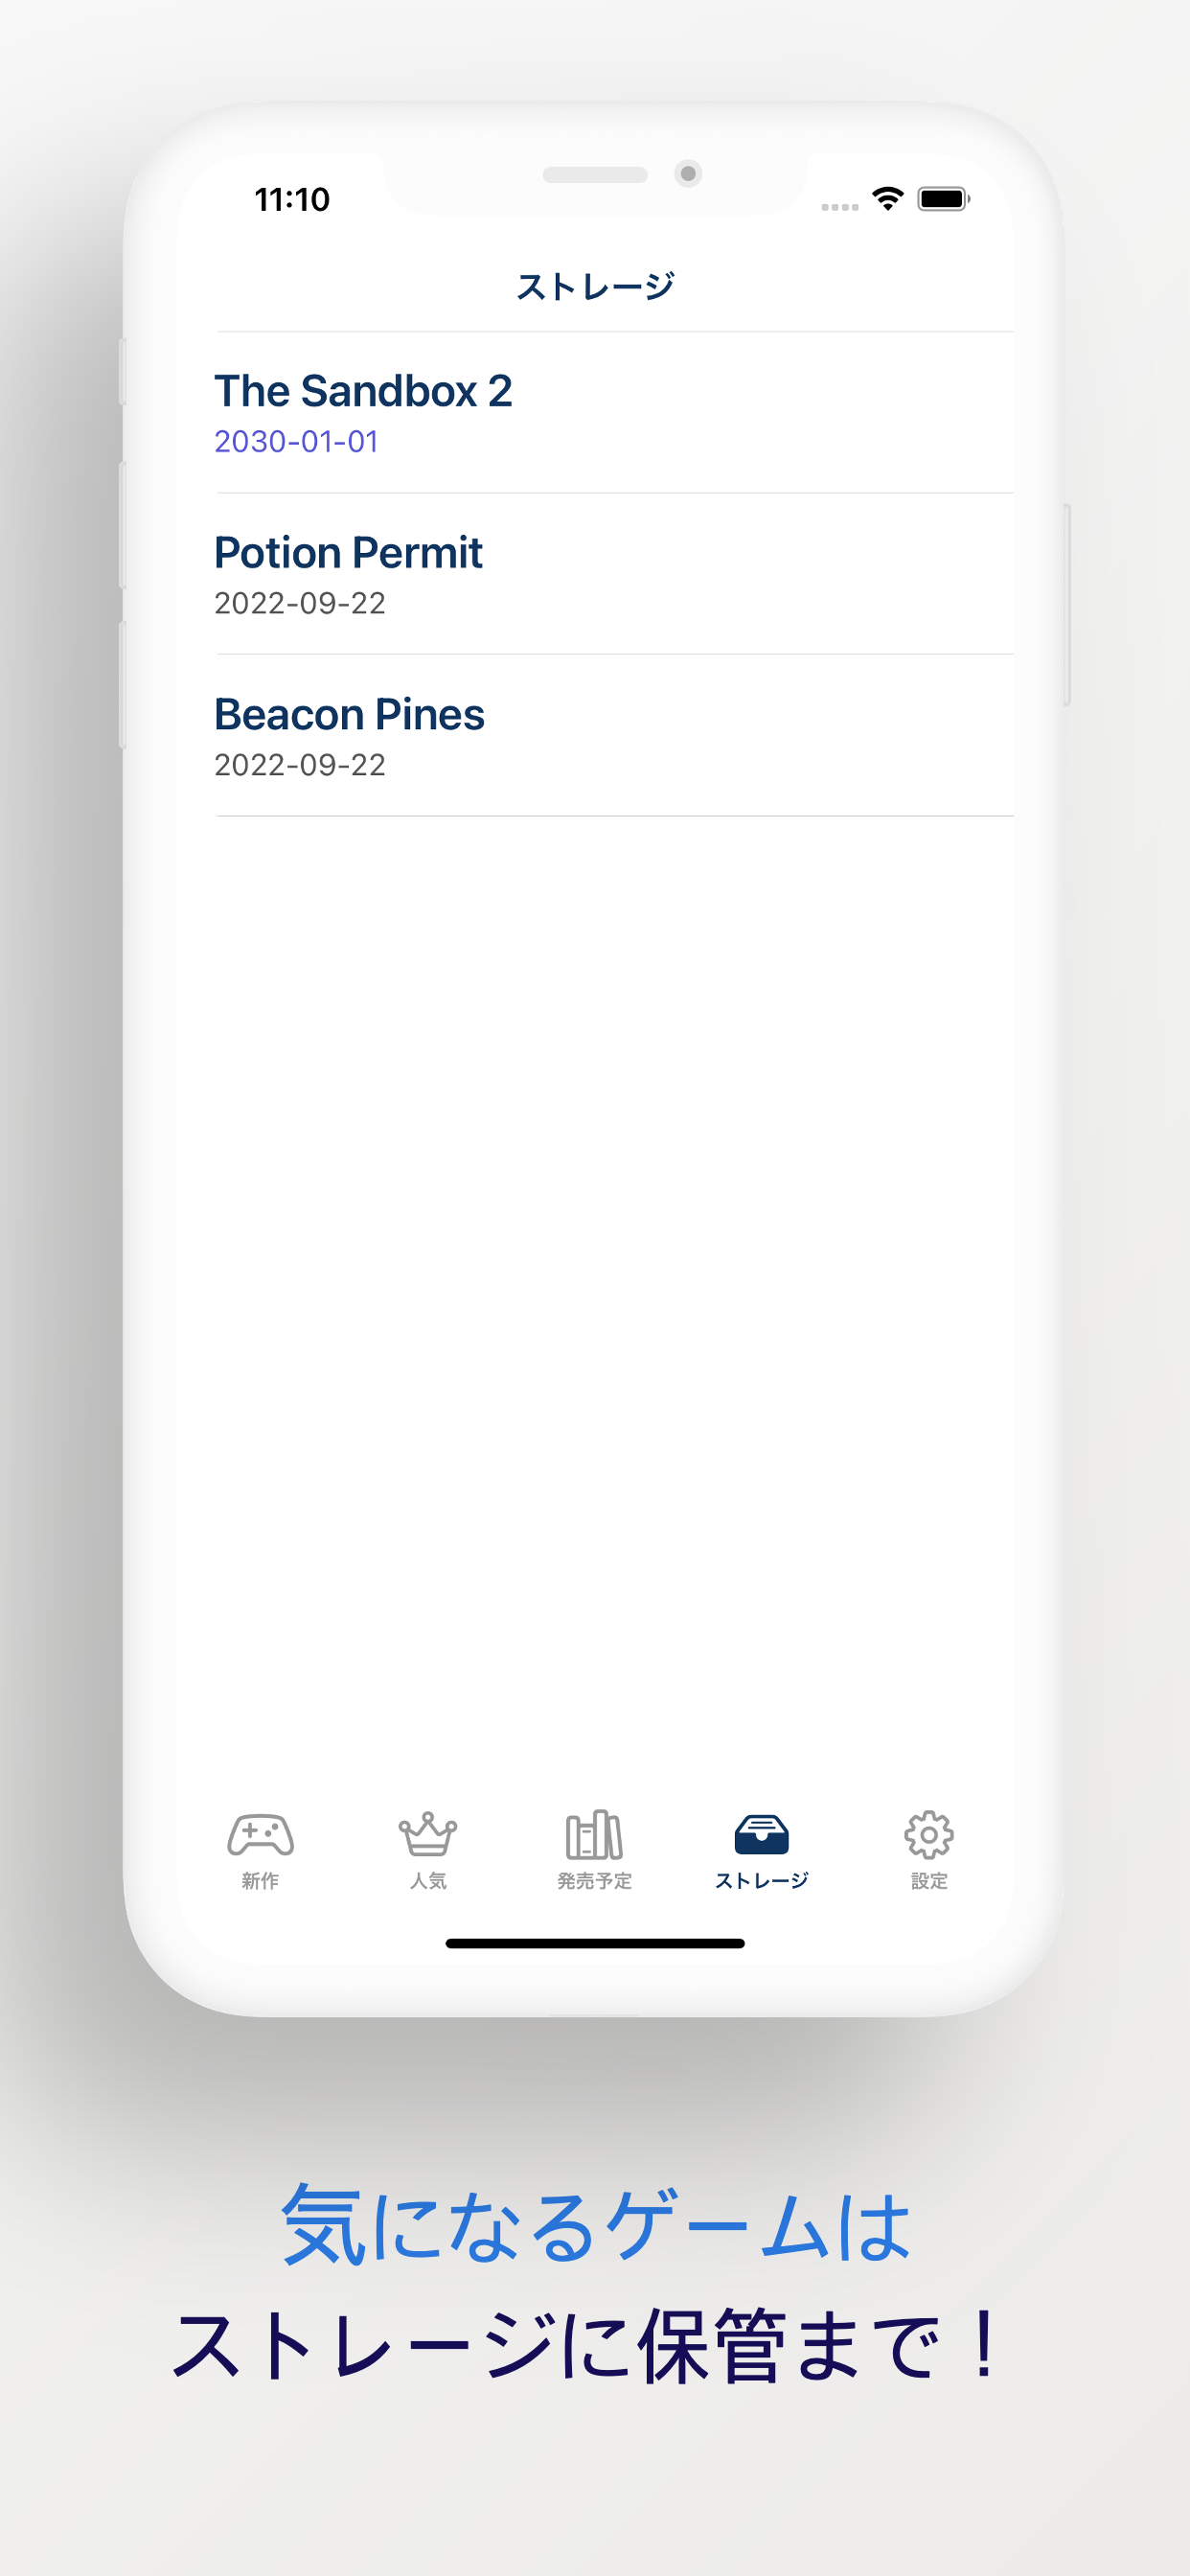 11:10
ストレージ
The Sandbox 2
2030-01-01
Potion Permit
2022-09-22
Beacon Pines
2022-09-22
新作
人気
発売予定
ストレージ
設定
気になるゲームは
ストレージに保管まで！